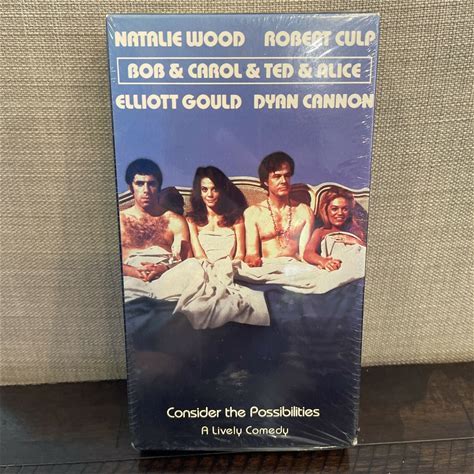 NATALIE WOOD ROBERT CULP
BOB & CAROL & TED & ALICE
ELLIOTT GOULD DYAN CANNON
Consider the Possibilities
A Lively Comedy